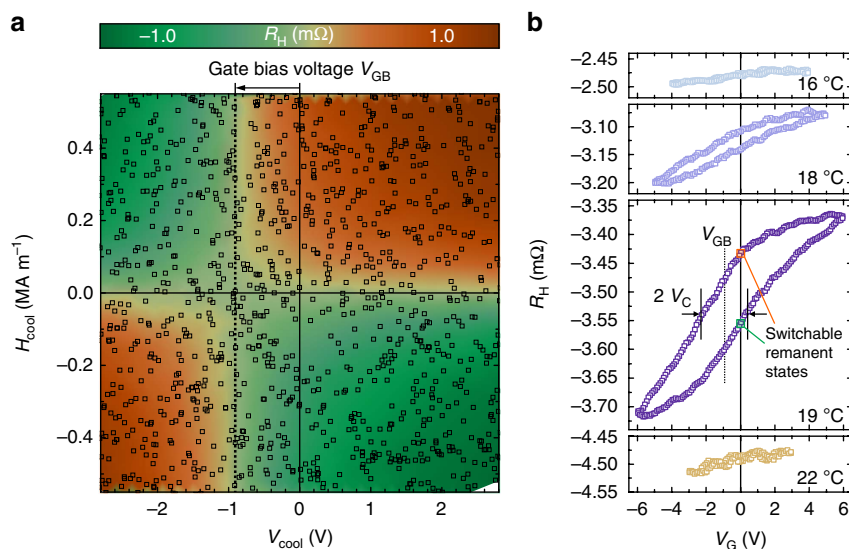 a
−1.0 R_H (mΩ) 1.0
Gate bias voltage V_GB
0.4
0.2
0.0
−0.2
−0.4
H_cool (MA m⁻¹)
−2 −1 0 1 2
V_cool (V)
b
−2.40
−2.50
16 °C
−3.10
−3.20
18 °C
−3.35
−3.40
−3.45
−3.50
−3.55
−3.60
−3.65
−3.70
V_GB
2 V_C
Switchable
remanent
states
19 °C
−4.45
−4.50
−4.55
22 °C
R_H (mΩ)
−6 −4 −2 0 2 4 6
V_G (V)